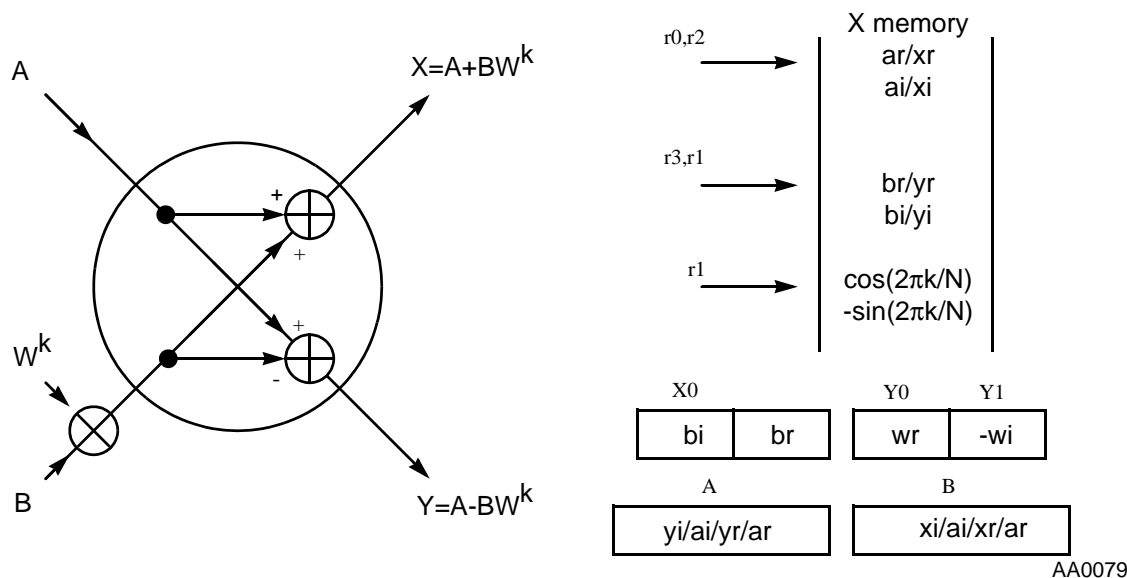 A
X=A+BW^k
+
+
+
-
W^k
B
Y=A-BW^k
X memory
r0,r2
ar/xr
ai/xi
r3,r1
br/yr
bi/yi
r1
cos(2πk/N)
-sin(2πk/N)
X0 Y0 Y1
bi br wr -wi
A B
yi/ai/yr/ar xi/ai/xr/ar
AA0079